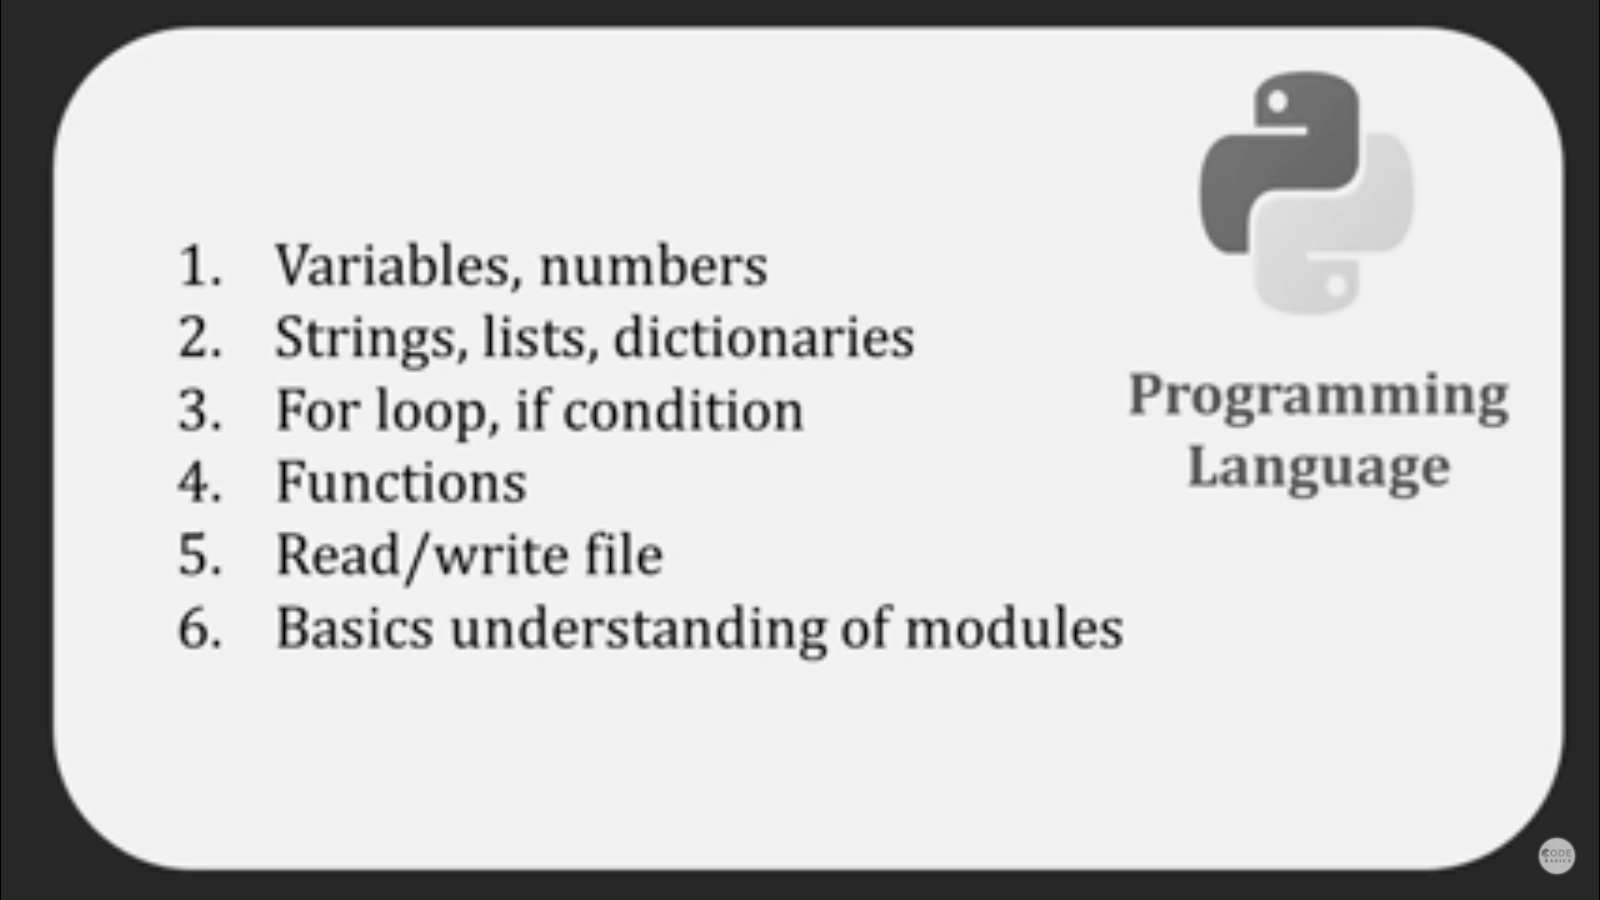 1. Variables, numbers
2. Strings, lists, dictionaries
3. For loop, if condition
4. Functions
5. Read/write file
6. Basics understanding of modules
Programming
Language
CODE
BASICS